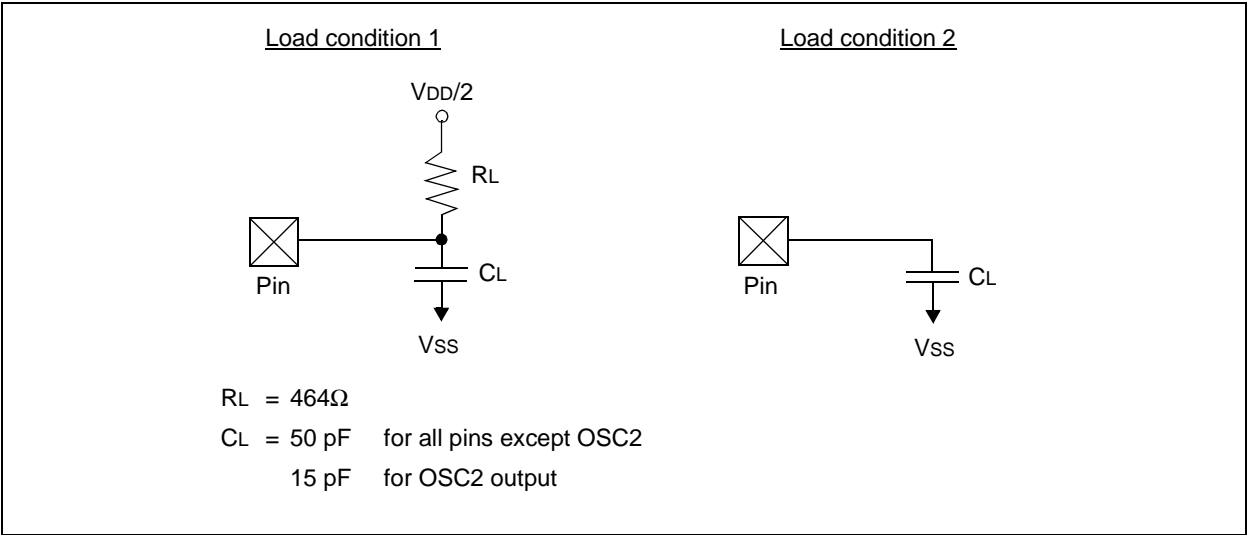 Load condition 1
VDD/2
RL
Pin
CL
VSS
Load condition 2
Pin
CL
VSS
RL = 464Ω
CL = 50 pF for all pins except OSC2
15 pF for OSC2 output